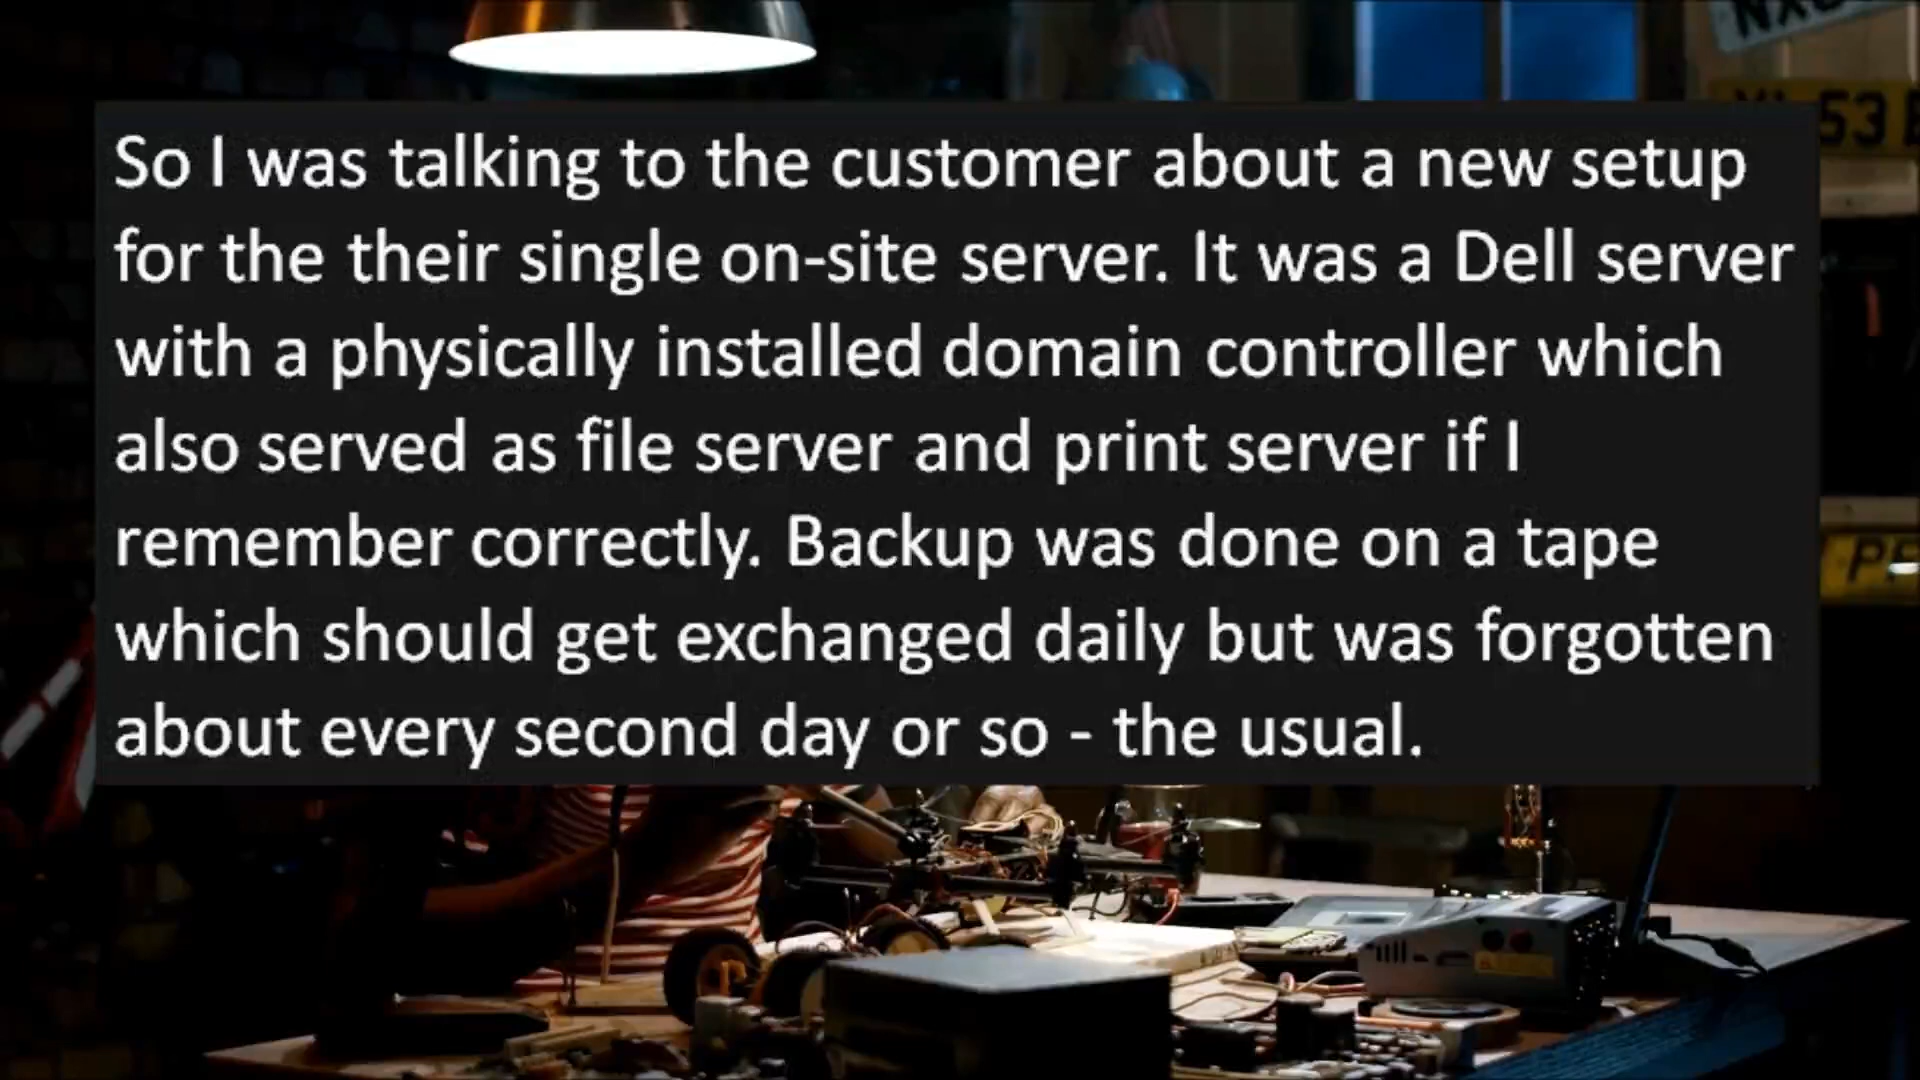 So I was talking to the customer about a new setup
for the their single on-site server. It was a Dell server
with a physically installed domain controller which
also served as file server and print server if I
remember correctly. Backup was done on a tape
which should get exchanged daily but was forgotten
about every second day or so - the usual.
53